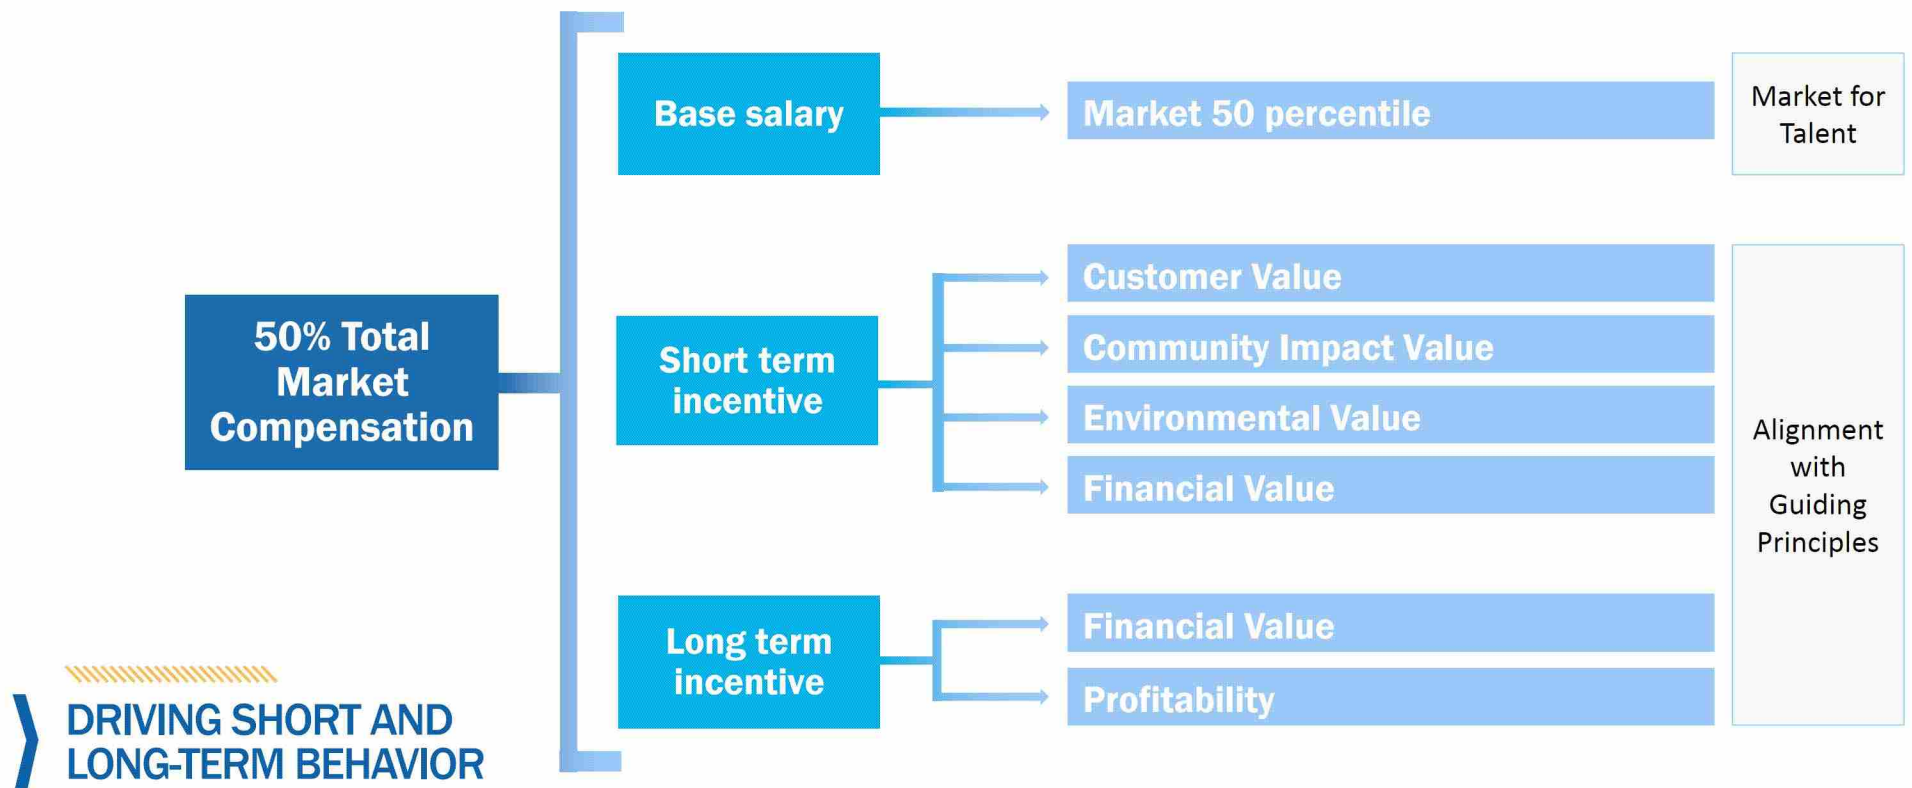 Base salary
Market 50 percentile
Market for
Talent
50% Total
Market
Compensation
Short term
incentive
Customer Value
Community Impact Value
Environmental Value
Financial Value
Alignment
with
Guiding
Principles
Long term
incentive
Financial Value
Profitability
DRIVING SHORT AND
LONG-TERM BEHAVIOR